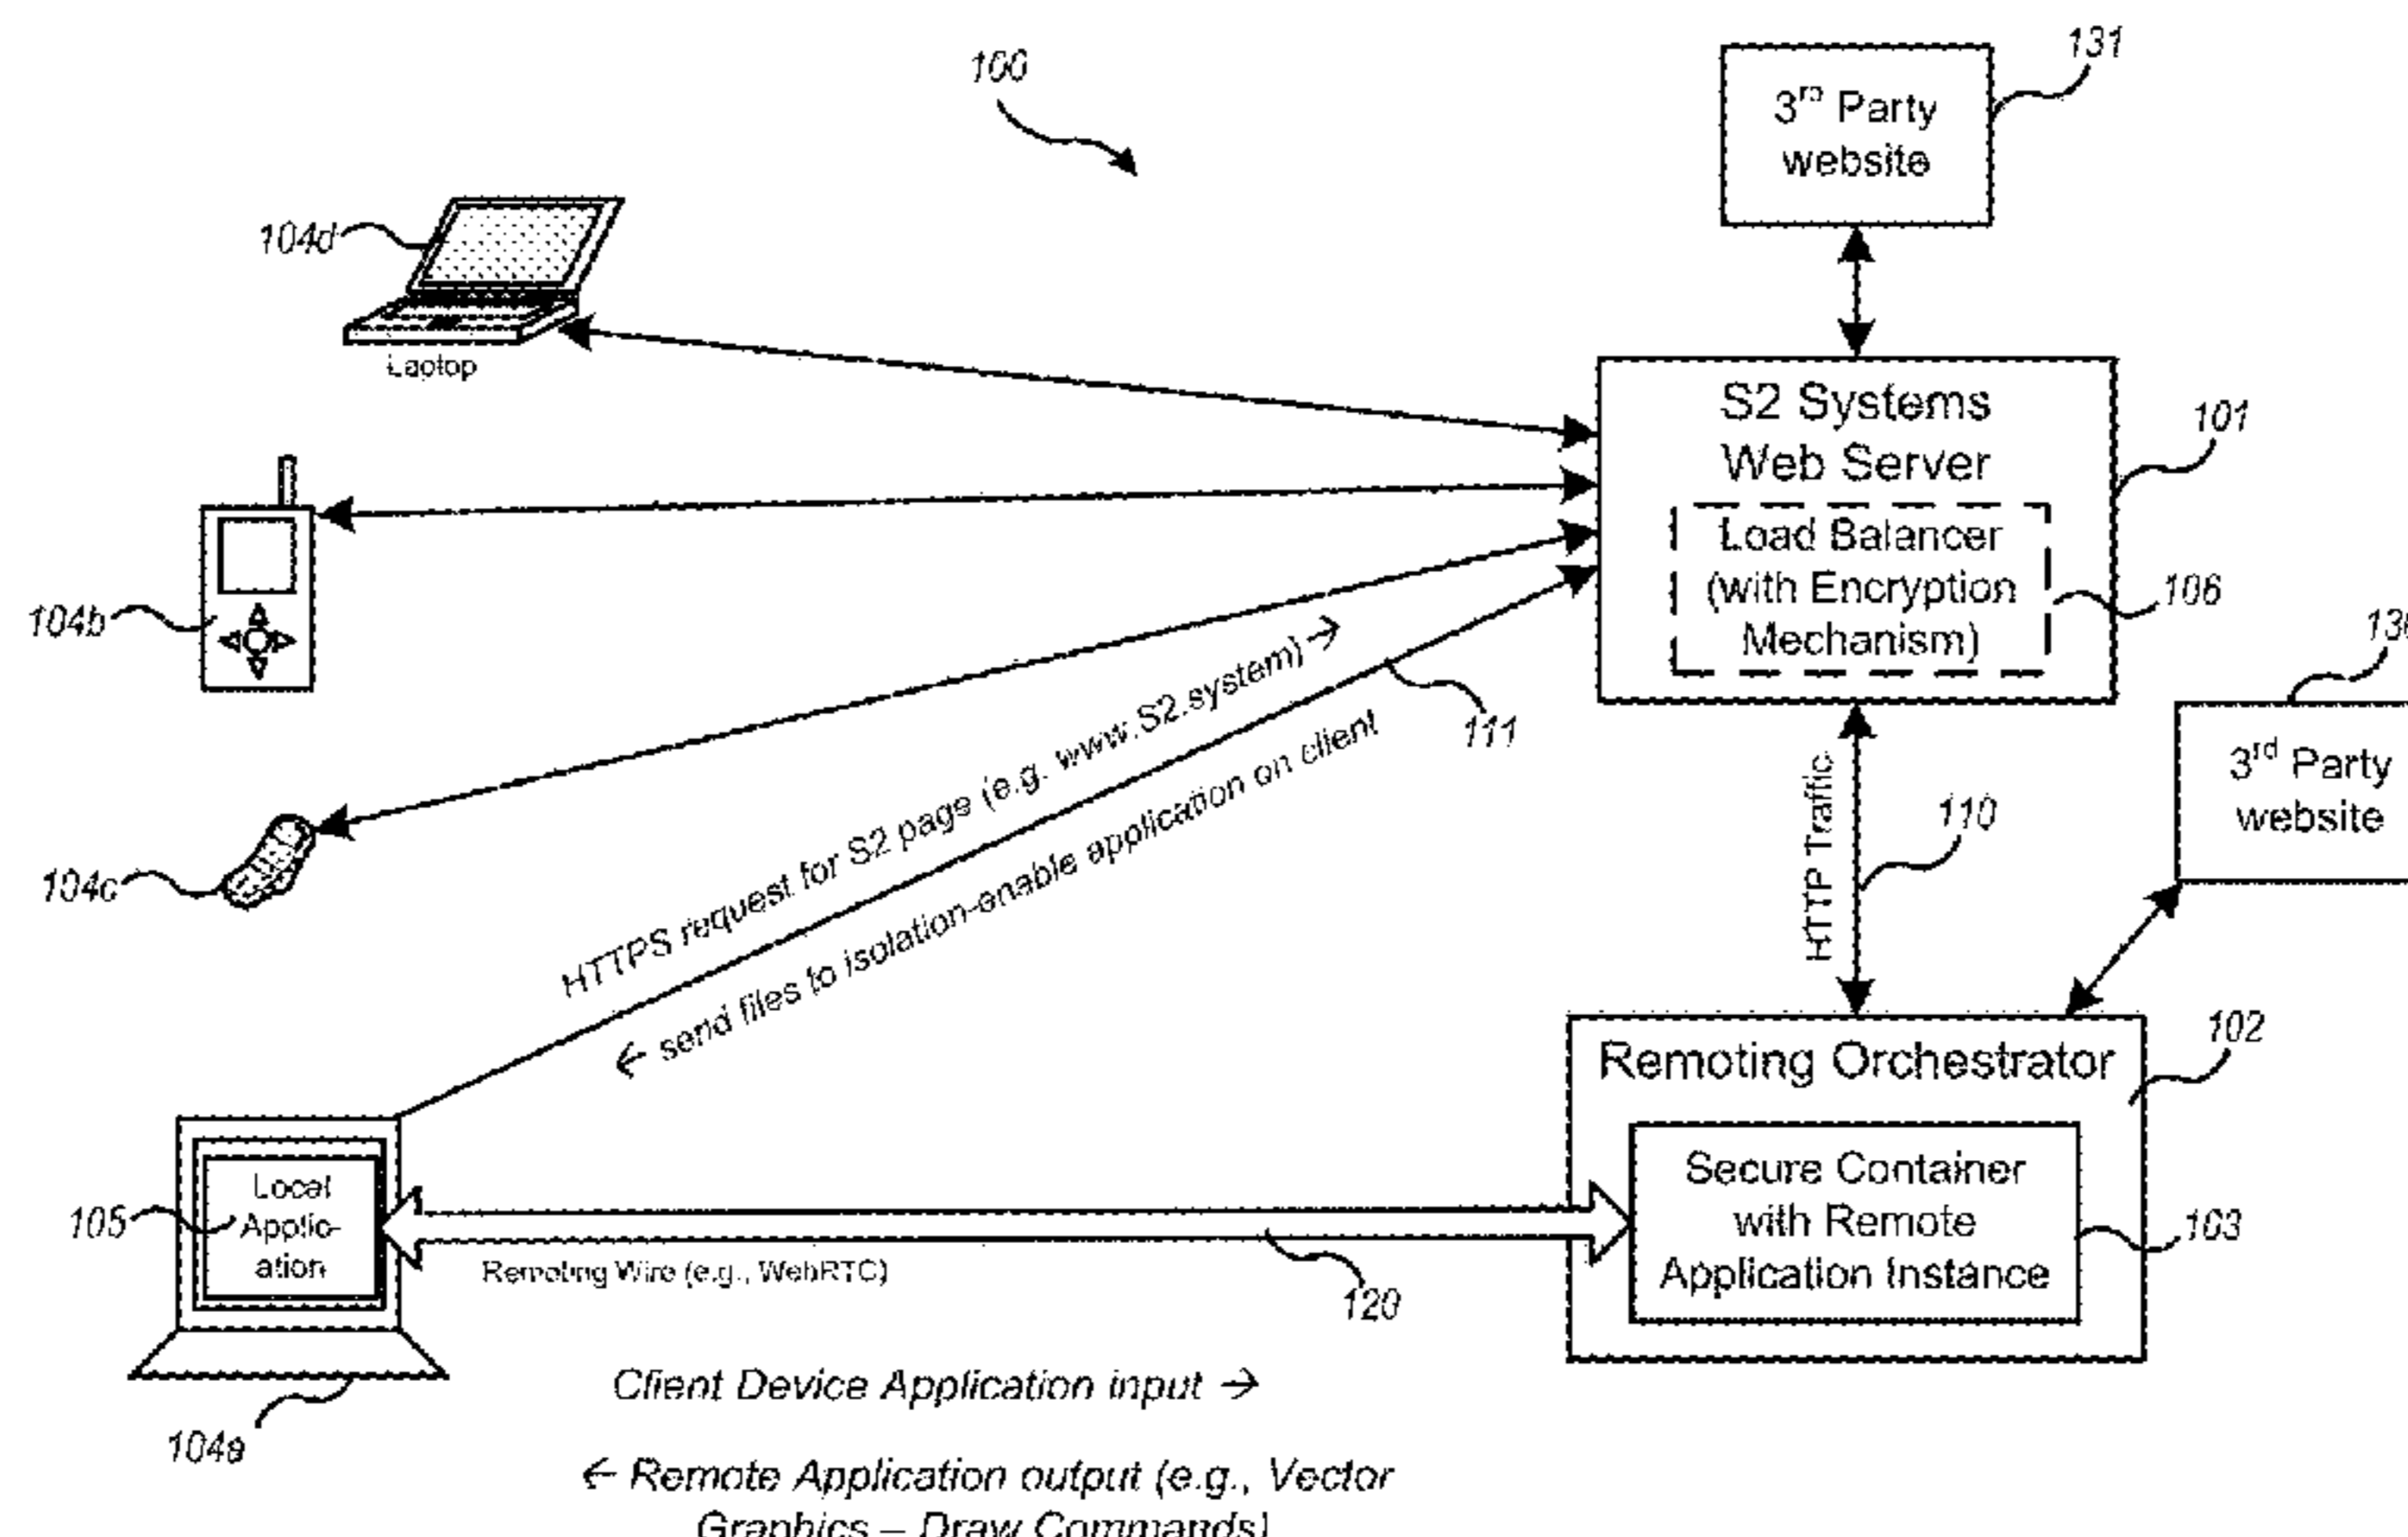 100
131
3rd Party
website
104d
Laptop
S2 Systems
Web Server
101
Load Balancer
(with Encryption
Mechanism)
106
104b
3rd Party
website
111
HTTPS request for S2 page (e.g. www.S2.system) →
← send files to isolation-enable application on client
HTTP Traffic
110
104c
Remoting Orchestrator
102
Secure Container
with Remote
Application Instance
103
Local
Applic-
ation
105
Remoting Wire (e.g., WebRTC)
120
104a
Client Device Application input →
← Remote Application output (e.g., Vector
Graphics – Draw Commands)